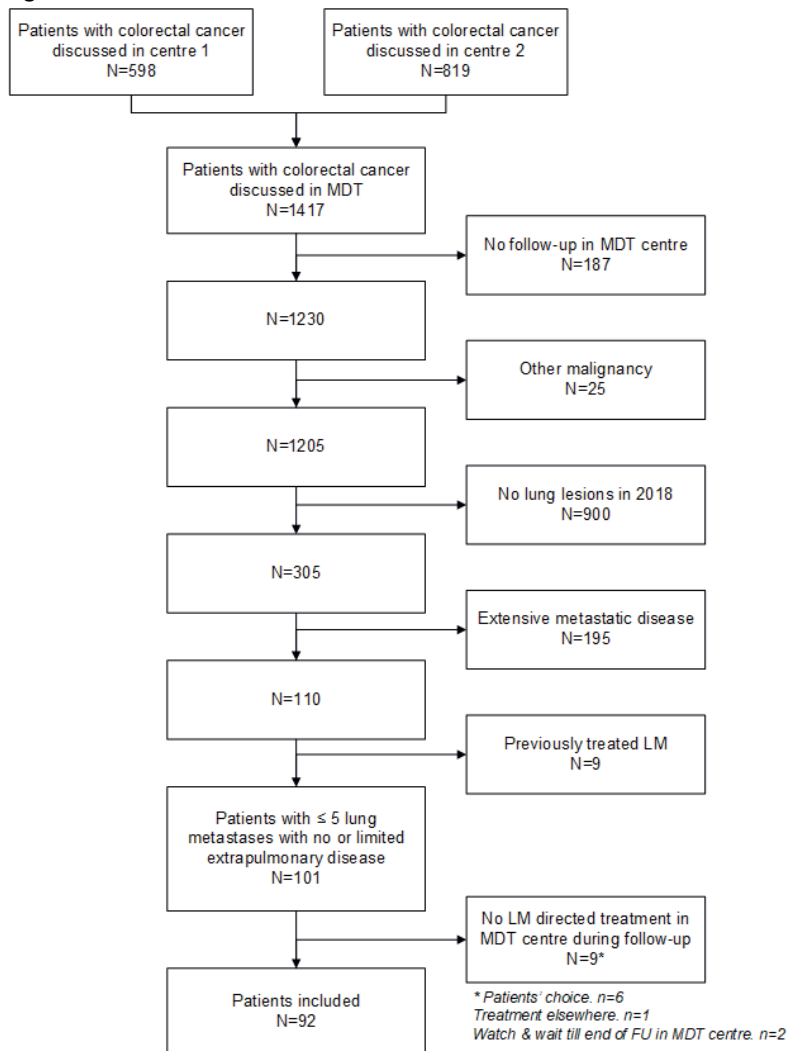 Patients with colorectal cancer
discussed in centre 1
N=598
Patients with colorectal cancer
discussed in centre 2
N=819
Patients with colorectal cancer
discussed in MDT
N=1417
No follow-up in MDT centre
N=187
N=1230
Other malignancy
N=25
N=1205
No lung lesions in 2018
N=900
N=305
Extensive metastatic disease
N=195
N=110
Previously treated LM
N=9
Patients with ≤ 5 lung
metastases with no or limited
extrapulmonary disease
N=101
No LM directed treatment in
MDT centre during follow-up
N=9*
Patients included
N=92
* Patients' choice. n=6
Treatment elsewhere. n=1
Watch & wait till end of FU in MDT centre. n=2